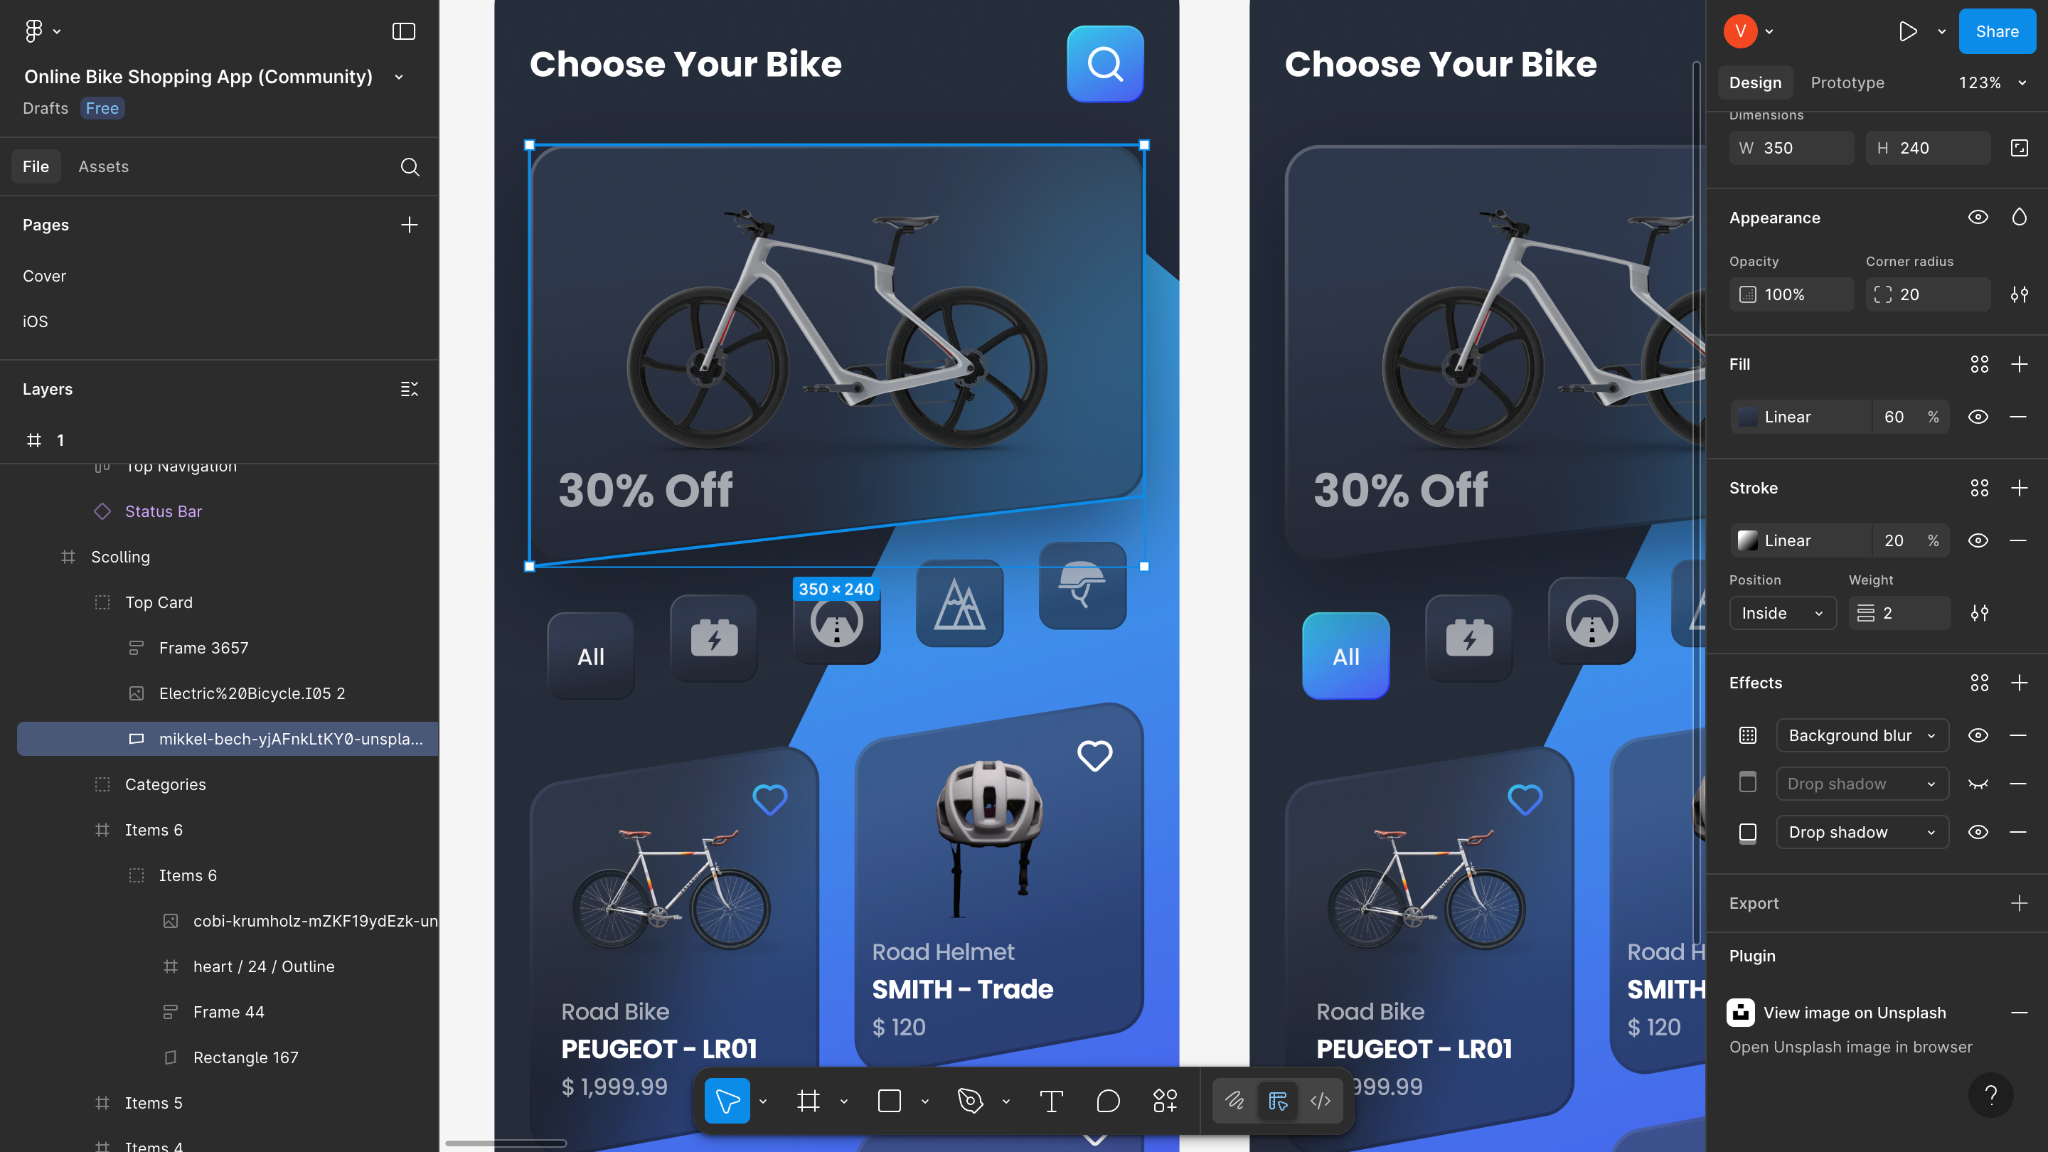 Online Bike Shopping App (Community)
Drafts Free
File Assets
Pages
Cover
iOS
Layers
1
Top Navigation
Status Bar
Scolling
Top Card
Frame 3657
Electric%20Bicycle.I05 2
mikkel-bech-yjAFnkLtKY0-unspla...
Categories
Items 6
Items 6
cobi-krumholz-mZKF19ydEzk-un
heart / 24 / Outline
Frame 44
Rectangle 167
Items 5
Items 4
Choose Your Bike
30% Off
350 × 240
All
Road Bike
PEUGEOT - LR01
$ 1,999.99
Road Helmet
SMITH - Trade
$ 120
Choose Your Bike
30% Off
All
Road Bike
PEUGEOT - LR01
999.99
Road H
SMITH
$ 120
V
Share
Design Prototype 123%
Dimensions
W 350 H 240
Appearance
Opacity Corner radius
100% 20
Fill
Linear 60 %
Stroke
Linear 20 %
Position Weight
Inside 2
Effects
Background blur
Drop shadow
Drop shadow
Export
Plugin
View image on Unsplash
Open Unsplash image in browser
?